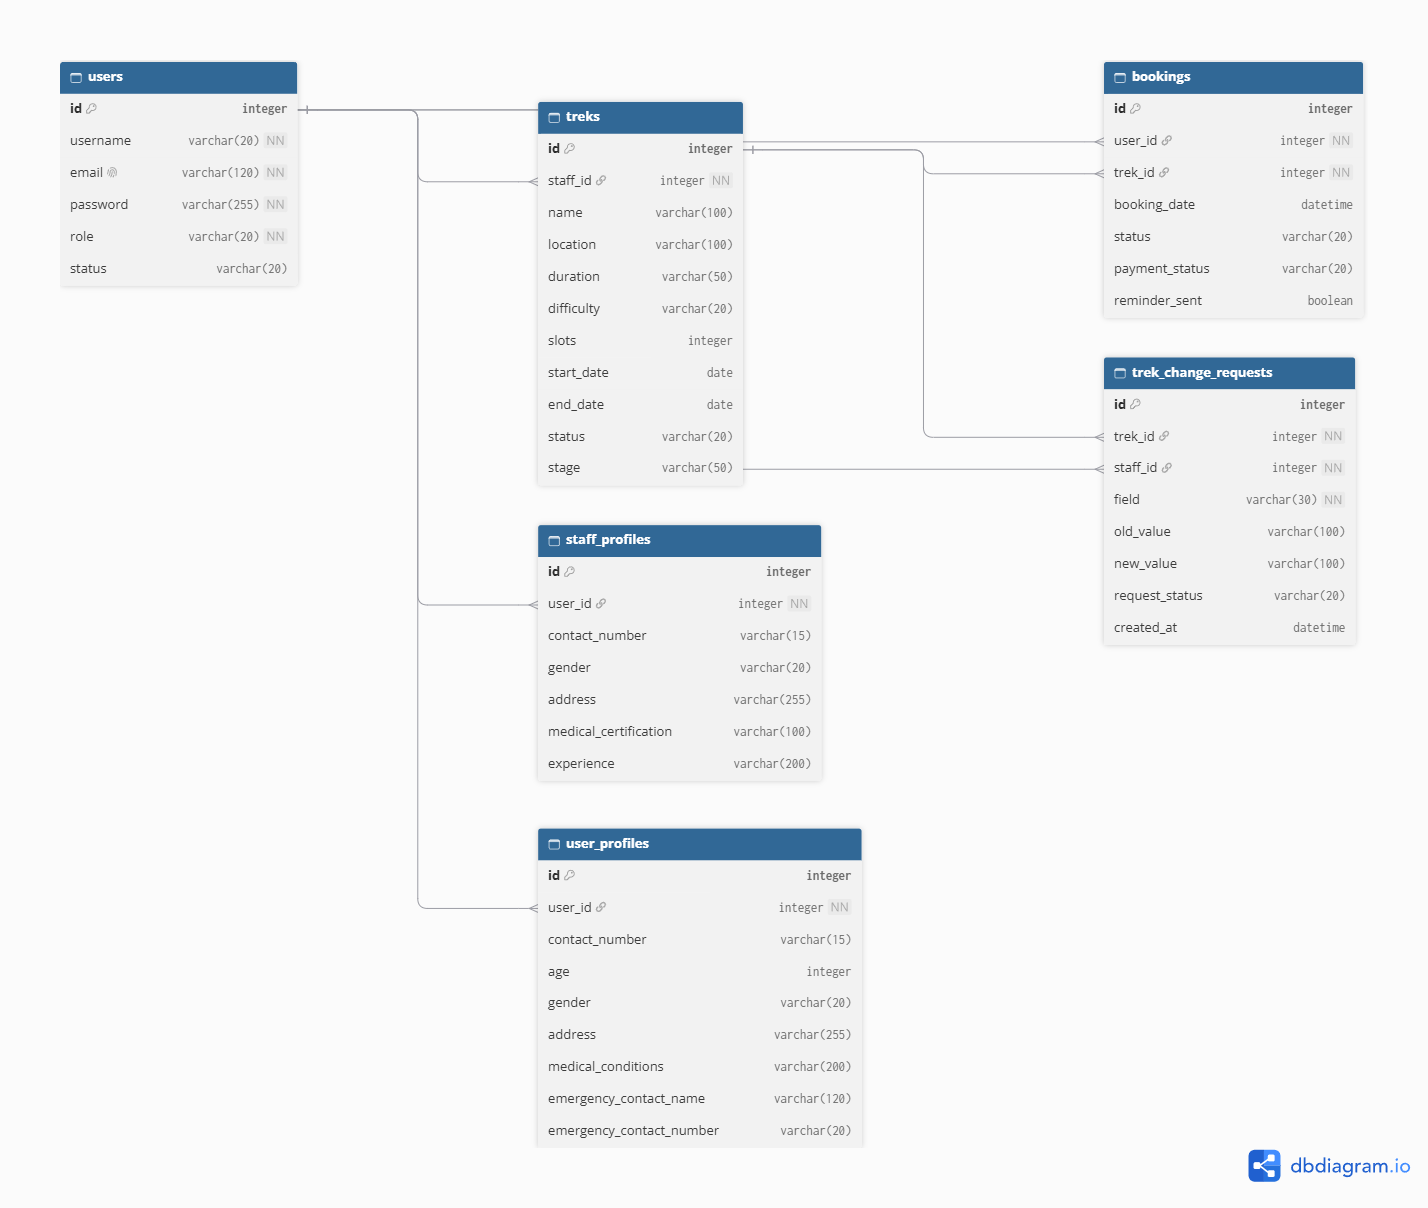 users
id integer
username varchar(20) NN
email varchar(120) NN
password varchar(255) NN
role varchar(20) NN
status varchar(20)
treks
id integer
staff_id integer NN
name varchar(100)
location varchar(100)
duration varchar(50)
difficulty varchar(20)
slots integer
start_date date
end_date date
status varchar(20)
stage varchar(50)
staff_profiles
id integer
user_id integer NN
contact_number varchar(15)
gender varchar(20)
address varchar(255)
medical_certification varchar(100)
experience varchar(200)
user_profiles
id integer
user_id integer NN
contact_number varchar(15)
age integer
gender varchar(20)
address varchar(255)
medical_conditions varchar(200)
emergency_contact_name varchar(120)
emergency_contact_number varchar(20)
bookings
id integer
user_id integer NN
trek_id integer NN
booking_date datetime
status varchar(20)
payment_status varchar(20)
reminder_sent boolean
trek_change_requests
id integer
trek_id integer NN
staff_id integer NN
field varchar(30) NN
old_value varchar(100)
new_value varchar(100)
request_status varchar(20)
created_at datetime
dbdiagram.io